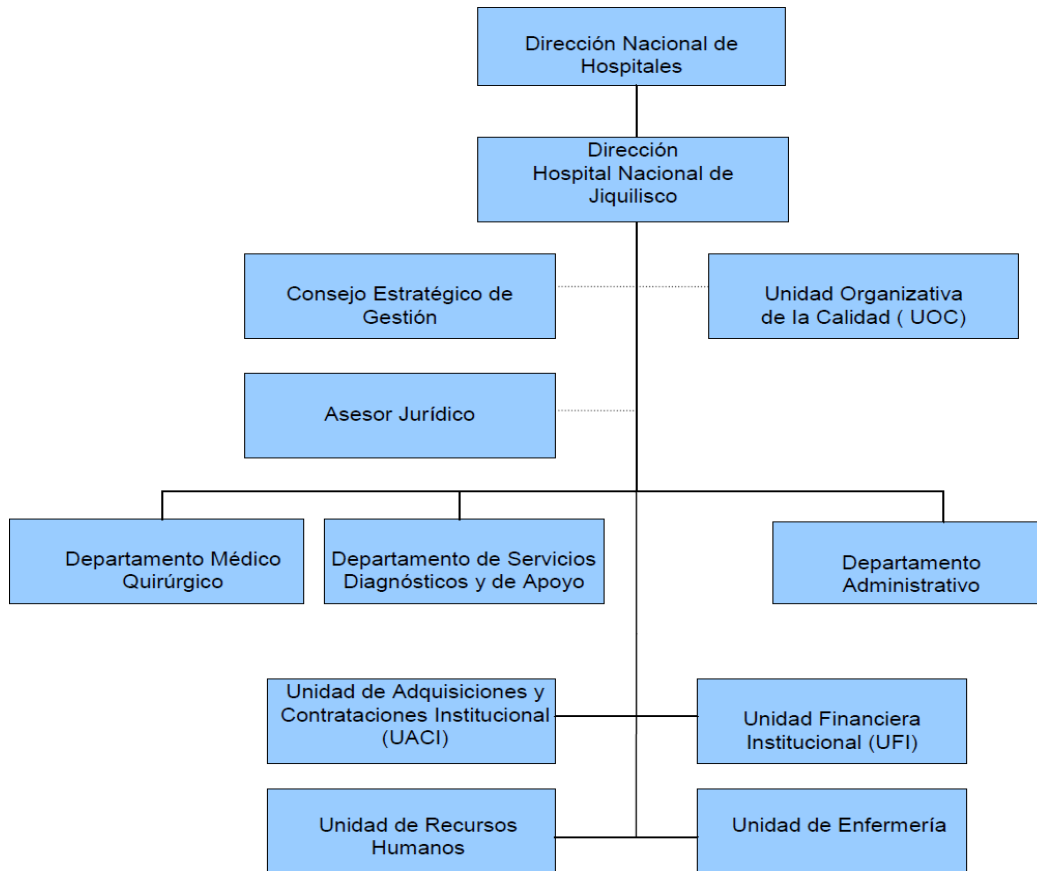 Dirección Nacional de
Hospitales
Dirección
Hospital Nacional de
Jiquilisco
Consejo Estratégico de
Gestión
Unidad Organizativa
de la Calidad ( UOC)
Asesor Jurídico
Departamento Médico
Quirúrgico
Departamento de Servicios
Diagnósticos y de Apoyo
Departamento
Administrativo
Unidad de Adquisiciones y
Contrataciones Institucional
(UACI)
Unidad Financiera
Institucional (UFI)
Unidad de Recursos
Humanos
Unidad de Enfermería